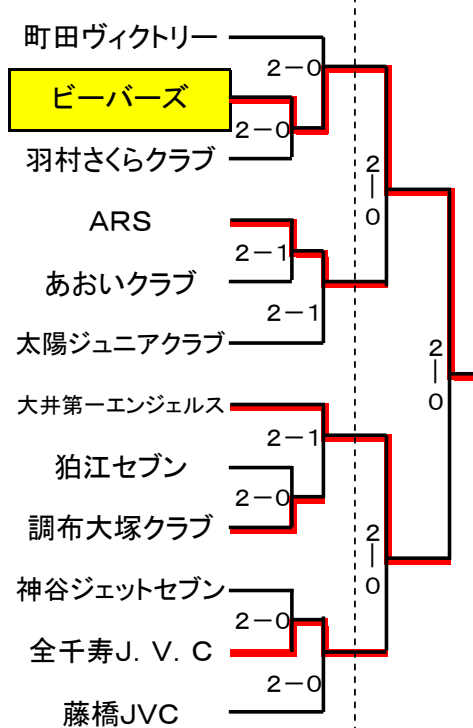 町田ヴィクトリー
2-0
ビーバーズ
2-0
羽村さくらクラブ
2-0
ARS
2-1
あおいクラブ
2-1
太陽ジュニアクラブ
2-0
大井第一エンジェルス
2-1
狛江セブン
2-0
調布大塚クラブ
2-0
神谷ジェットセブン
2-0
全千寿J.V.C
2-0
藤橋JVC